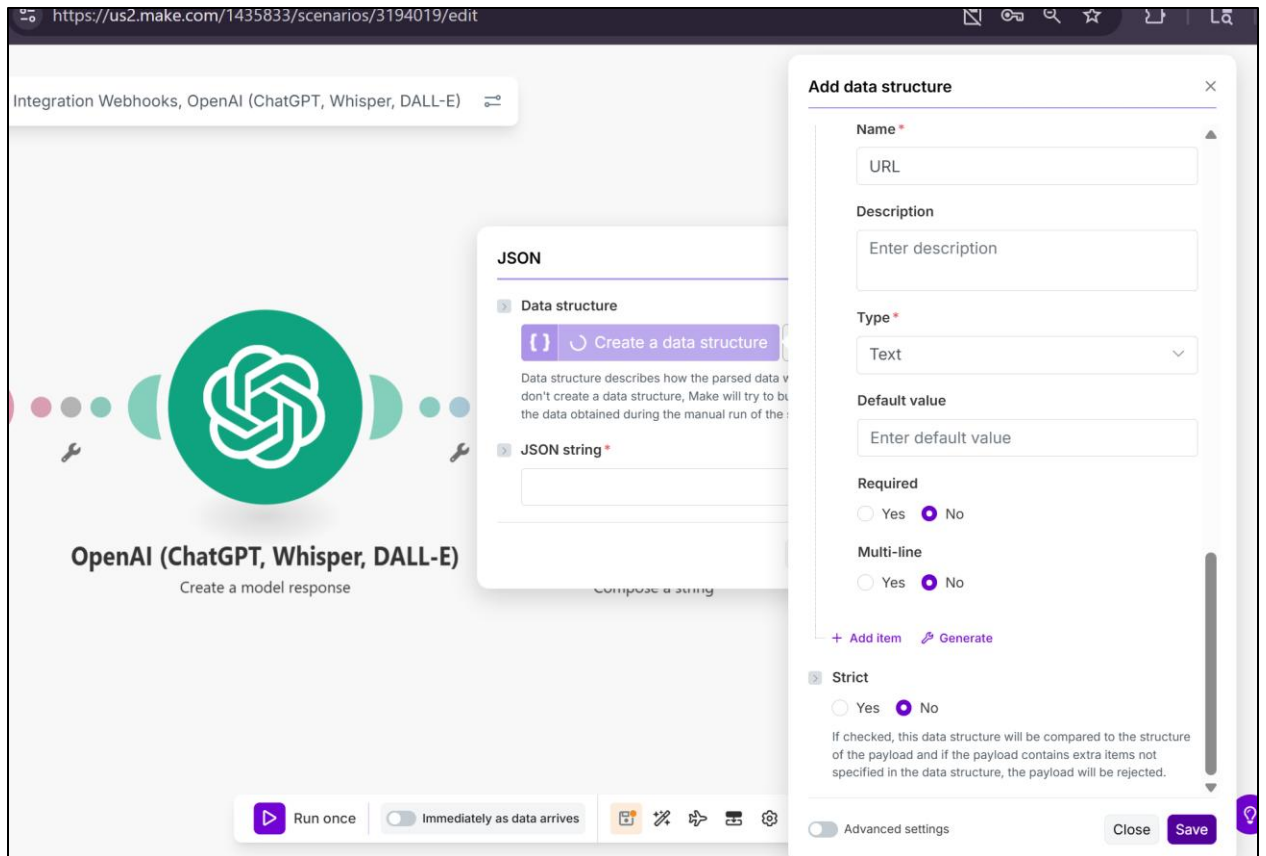 https://us2.make.com/1435833/scenarios/3194019/edit
Integration Webhooks, OpenAI (ChatGPT, Whisper, DALL-E)
OpenAI (ChatGPT, Whisper, DALL-E)
Create a model response
Compose a string
JSON
Data structure
Create a data structure
Data structure describes how the parsed data
don't create a data structure, Make will try to
the data obtained during the manual run of the
JSON string *
Add data structure
Name *
URL
Description
Enter description
Type *
Text
Default value
Enter default value
Required
Yes No
Multi-line
Yes No
+ Add item Generate
Strict
Yes No
If checked, this data structure will be compared to the structure
of the payload and if the payload contains extra items not
specified in the data structure, the payload will be rejected.
Advanced settings
Close Save
Run once
Immediately as data arrives